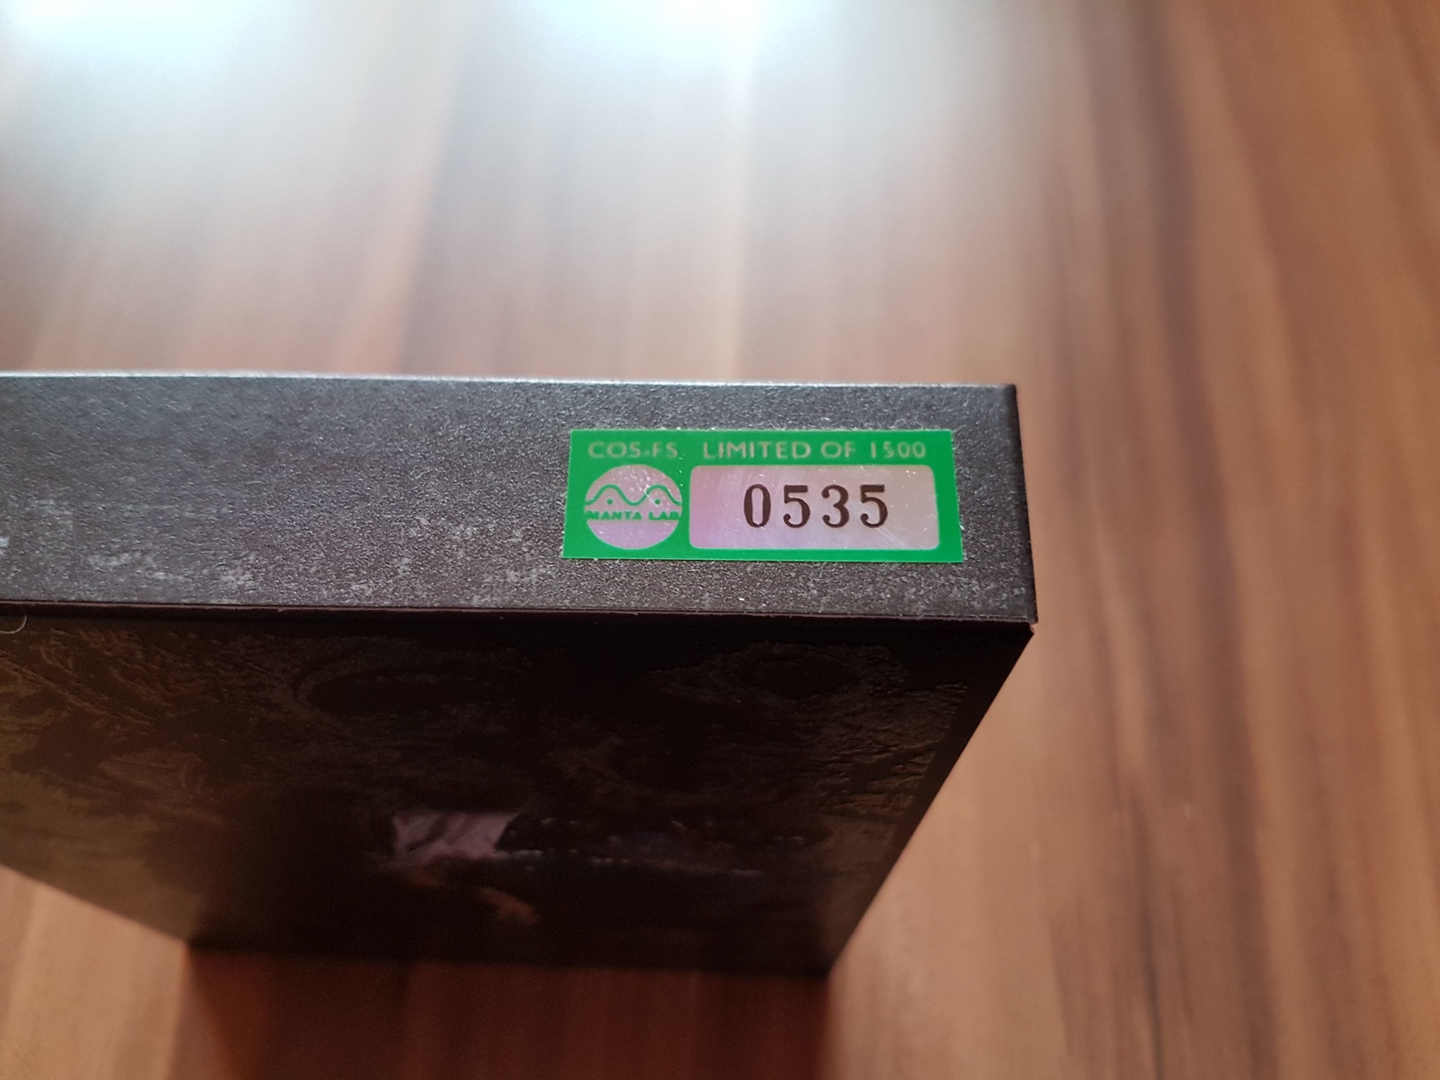 COS-FS LIMITED OF 1500
MANTA LAB
0535